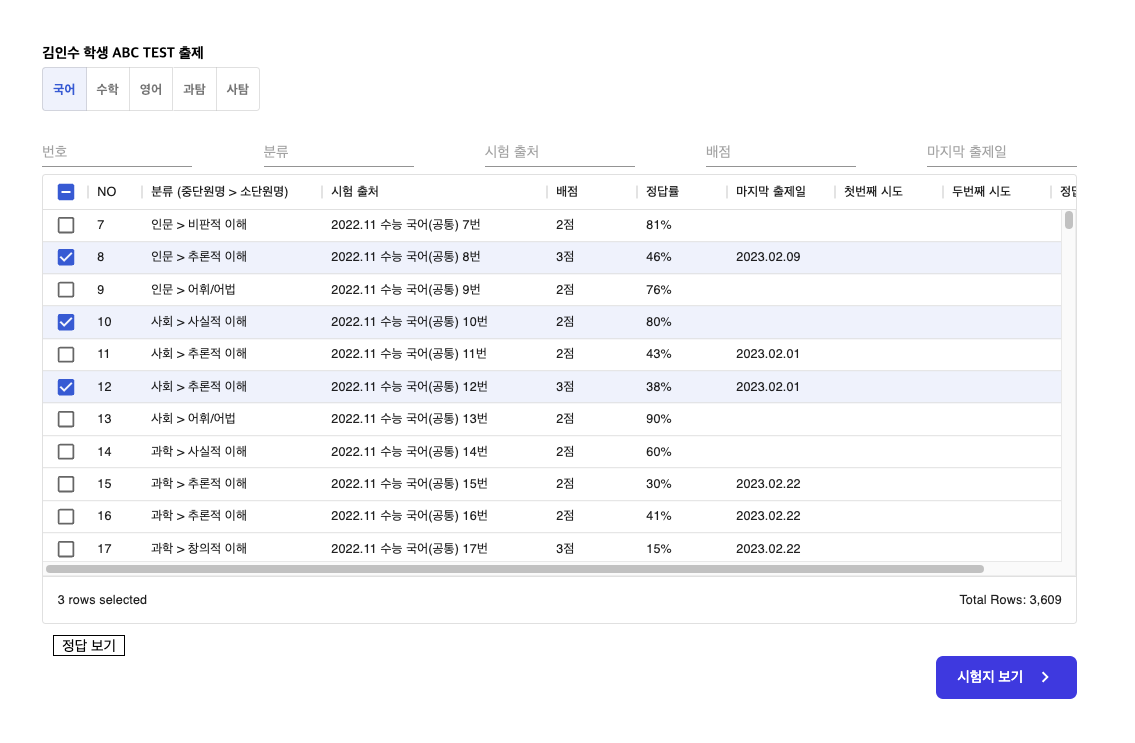 김인수 학생 ABC TEST 출제
국어 수학 영어 과탐 사탐
번호 분류 시험 출처 배점 마지막 출제일
NO 분류 (중단원명 > 소단원명) 시험 출처 배점 정답률 마지막 출제일 첫번째 시도 두번째 시도
7 인문 > 비판적 이해 2022.11 수능 국어(공통) 7번 2점 81%
8 인문 > 추론적 이해 2022.11 수능 국어(공통) 8번 3점 46% 2023.02.09
9 인문 > 어휘/어법 2022.11 수능 국어(공통) 9번 2점 76%
10 사회 > 사실적 이해 2022.11 수능 국어(공통) 10번 2점 80%
11 사회 > 추론적 이해 2022.11 수능 국어(공통) 11번 2점 43% 2023.02.01
12 사회 > 추론적 이해 2022.11 수능 국어(공통) 12번 3점 38% 2023.02.01
13 사회 > 어휘/어법 2022.11 수능 국어(공통) 13번 2점 90%
14 과학 > 사실적 이해 2022.11 수능 국어(공통) 14번 2점 60%
15 과학 > 추론적 이해 2022.11 수능 국어(공통) 15번 2점 30% 2023.02.22
16 과학 > 추론적 이해 2022.11 수능 국어(공통) 16번 2점 41% 2023.02.22
17 과학 > 창의적 이해 2022.11 수능 국어(공통) 17번 3점 15% 2023.02.22
3 rows selected Total Rows: 3,609
정답 보기
시험지 보기